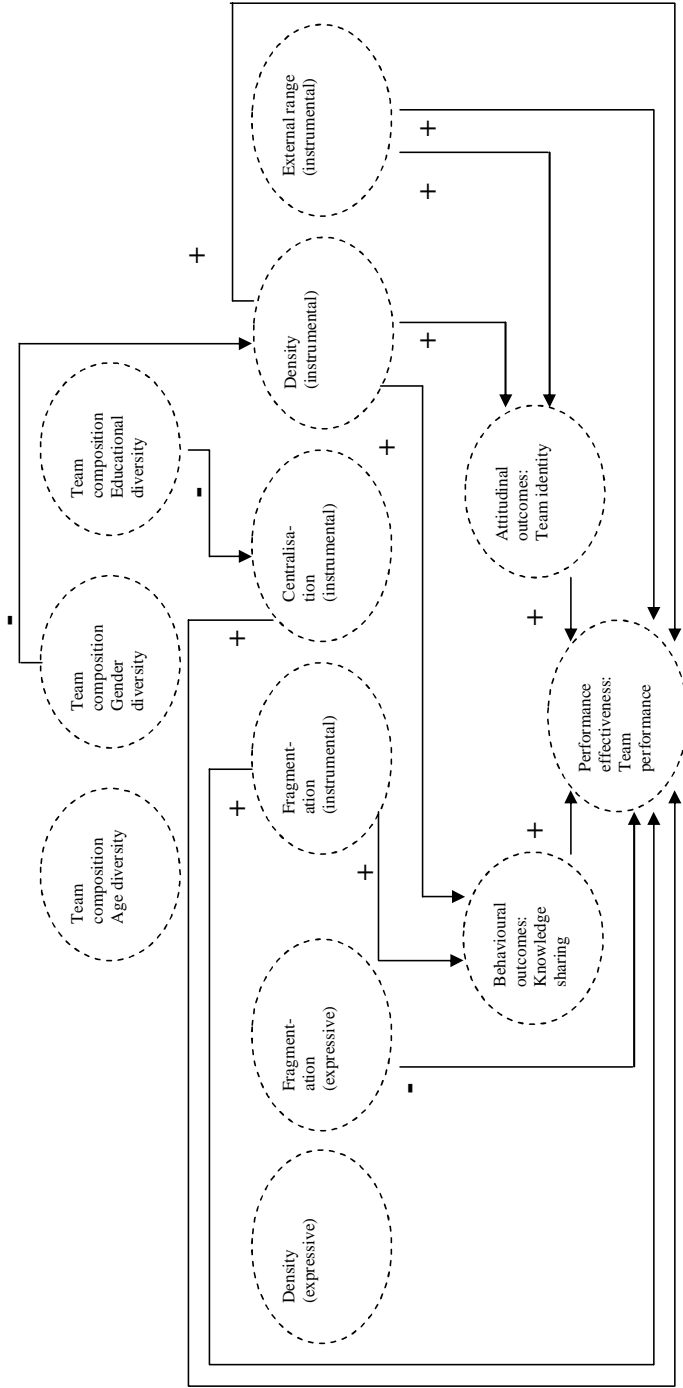 Team
composition
Age diversity
Team
composition
Gender
diversity
Team
composition
Educational
diversity
-
-
+
Density
(expressive)
Fragment-
ation
(expressive)
Fragment-
ation
(instrumental)
Centralisa-
tion
(instrumental)
Density
(instrumental)
External range
(instrumental)
+
+
-
+
+
+
+
+
Behavioural
outcomes:
Knowledge
sharing
Attitudinal
outcomes:
Team identity
+
+
Performance
effectiveness:
Team
performance